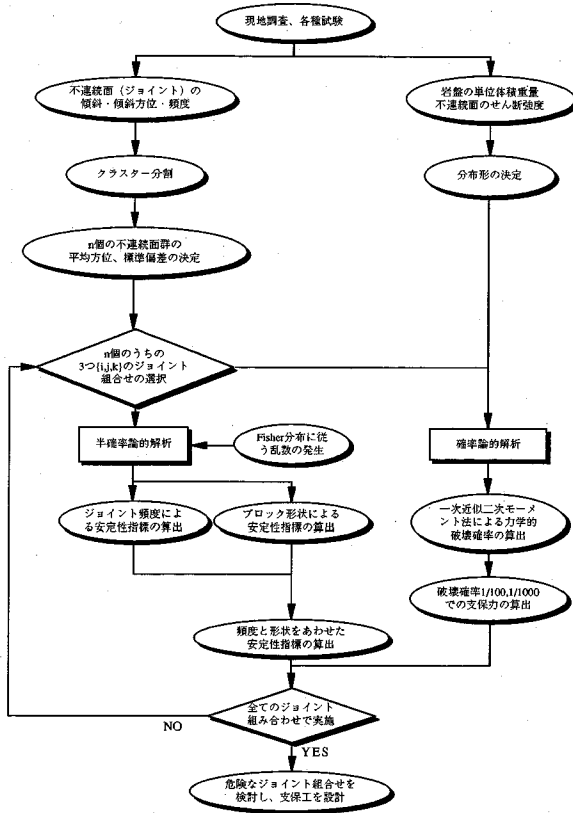 現地調査、各種試験
不連続面（ジョイント）の
傾斜・傾斜方位・頻度
岩盤の単位体積重量
不連続面のせん断強度
クラスター分割
分布形の決定
n個の不連続面群の
平均方位、標準偏差の決定
n個のうちの
3つ{i,j,k}のジョイント
組合せの選択
半確率論的解析
Fisher分布に従
う乱数の発生
確率論的解析
ジョイント頻度によ
る安定性指標の算出
ブロック形状による
安定性指標の算出
一次近似二次モーメ
ント法による力学的
破壊確率の算出
破壊確率1/100,1/1000
での支保力の算出
頻度と形状をあわせた
安定性指標の算出
全てのジョイント
組み合わせで実施
NO
YES
危険なジョイント組合せを
検討し、支保工を設計